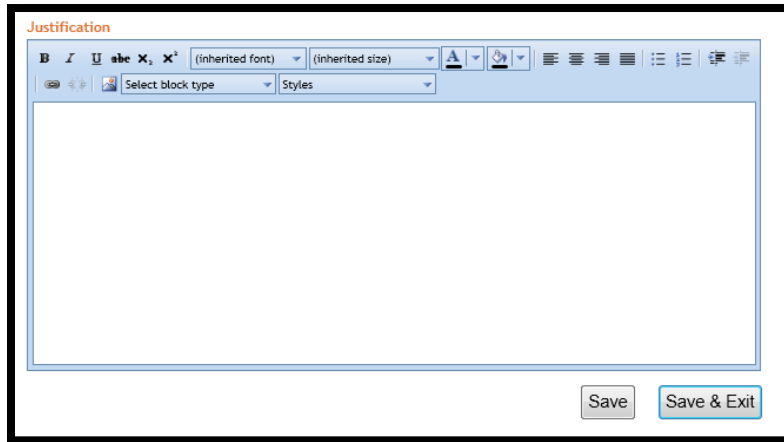 Justification
B I U abc X₂ X² (inherited font) (inherited size) A
Select block type Styles
Save Save & Exit